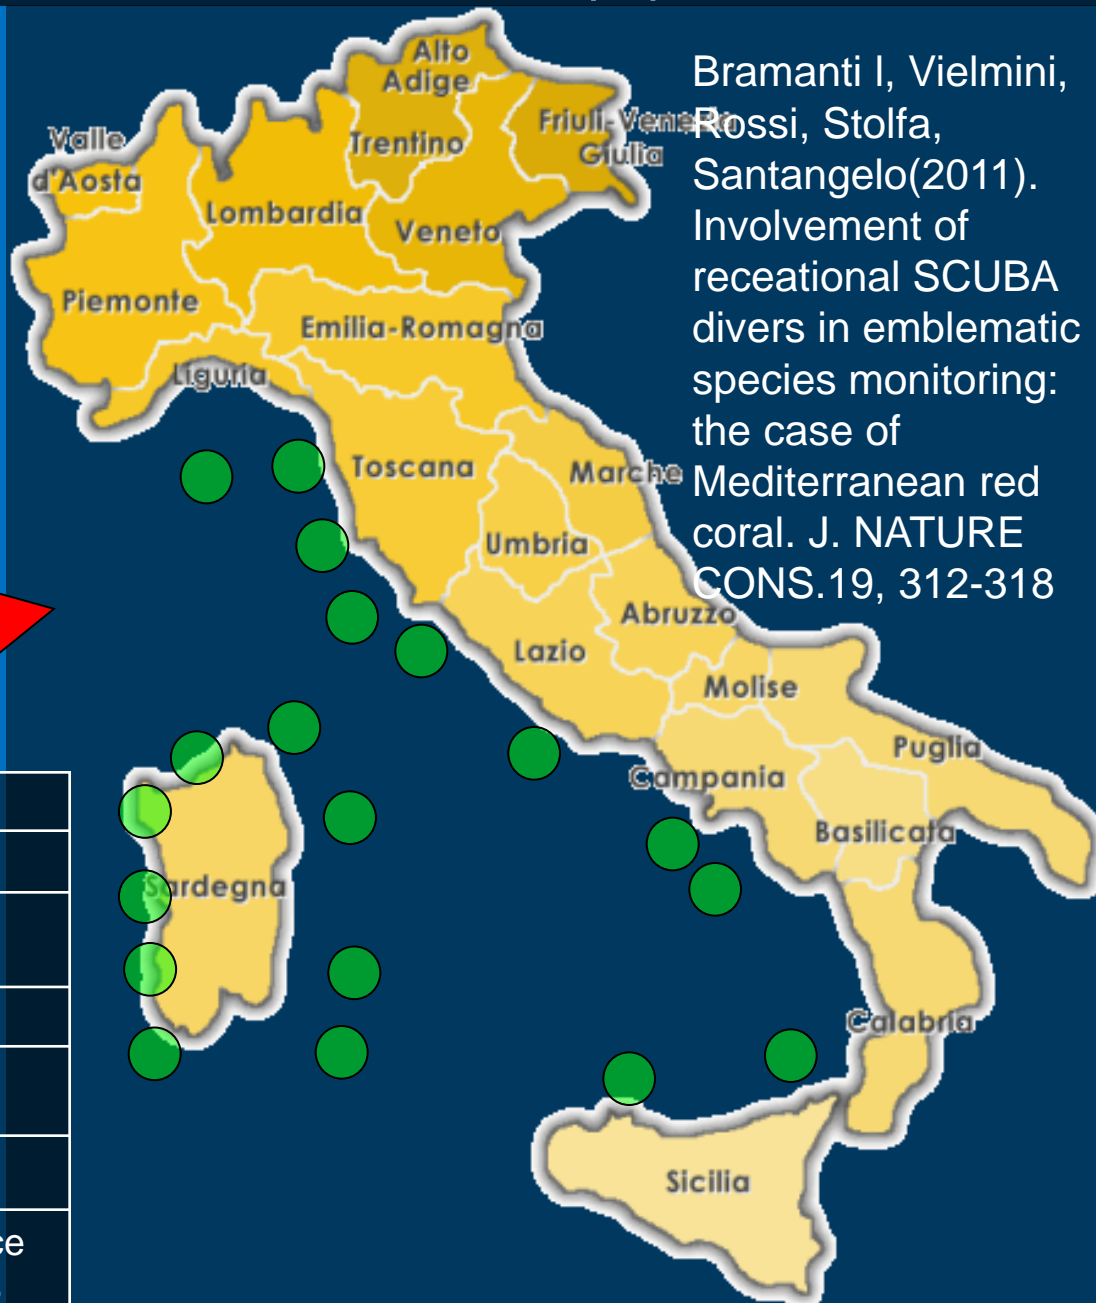 Alto
Adige
Friuli-Venezia
Giulia
Valle
d'Aosta
Trentino
Lombardia
Veneto
Piemonte
Emilia-Romagna
Liguria
Toscana
Marche
Umbria
Abruzzo
Lazio
Molise
Puglia
Campania
Basilicata
Sardegna
Calabria
Sicilia
Bramanti l, Vielmini,
Rossi, Stolfa,
Santangelo(2011).
Involvement of
receational SCUBA
divers in emblematic
species monitoring:
the case of
Mediterranean red
coral. J. NATURE
CONS.19, 312-318